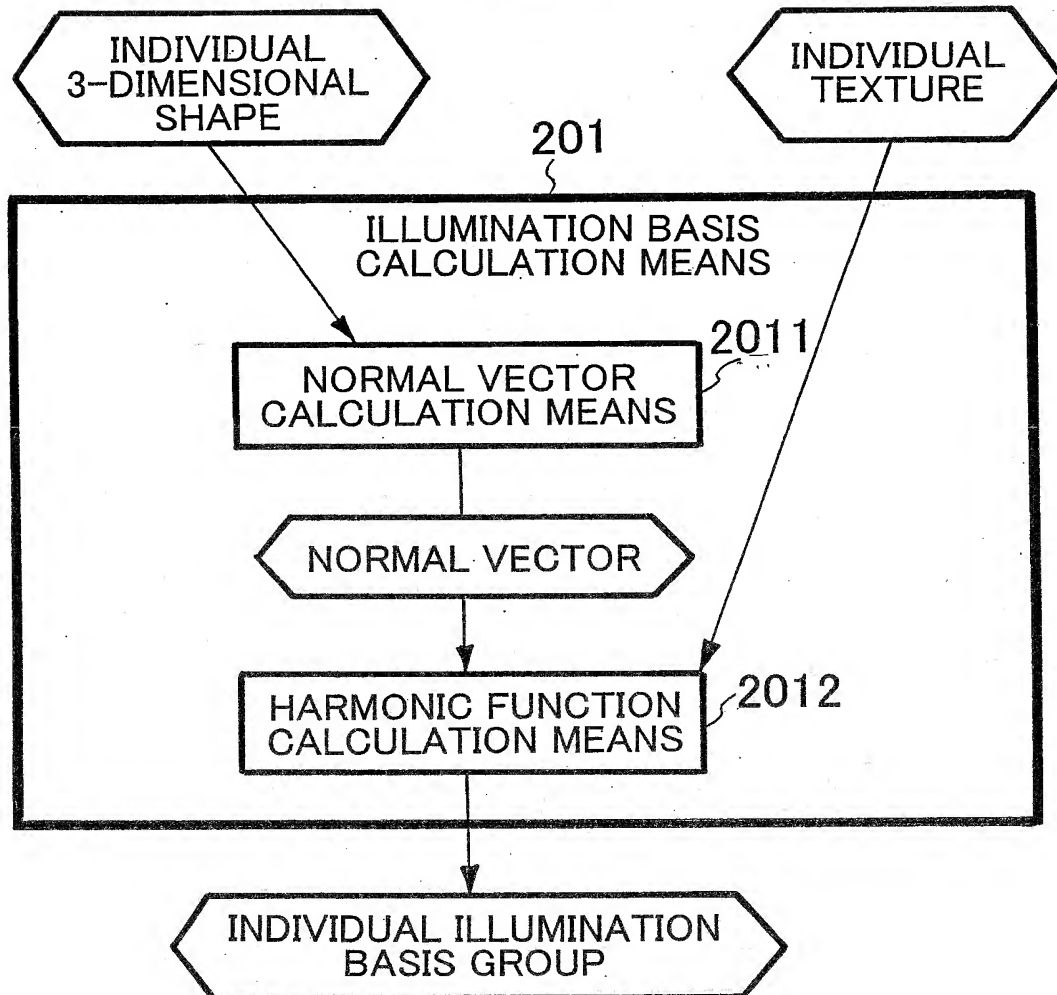 INDIVIDUAL
3-DIMENSIONAL
SHAPE
INDIVIDUAL
TEXTURE
201
ILLUMINATION BASIS
CALCULATION MEANS
2011
NORMAL VECTOR
CALCULATION MEANS
NORMAL VECTOR
2012
HARMONIC FUNCTION
CALCULATION MEANS
INDIVIDUAL ILLUMINATION
BASIS GROUP